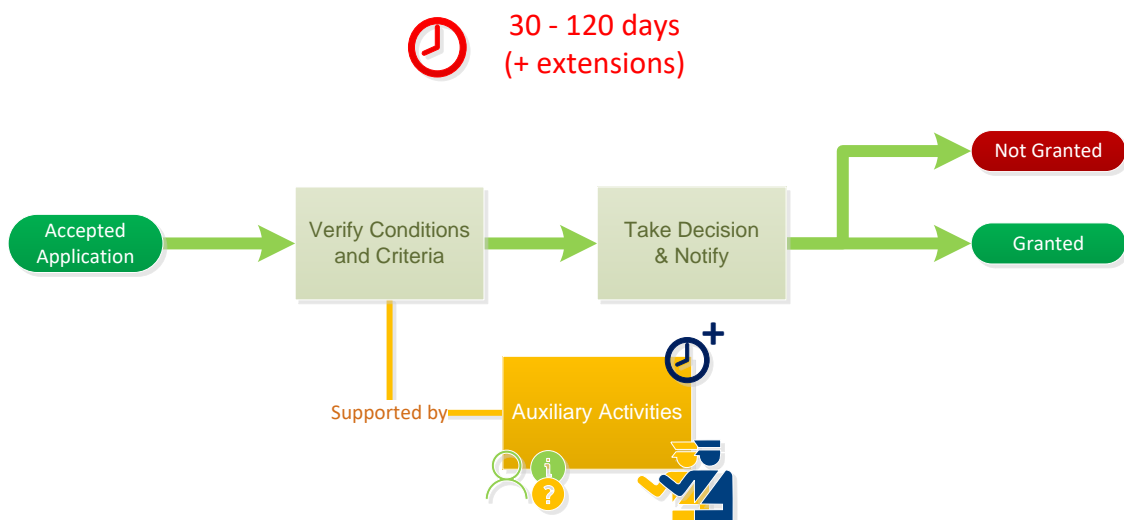 30 - 120 days
(+ extensions)
Not Granted
Accepted
Application
Verify Conditions
and Criteria
Take Decision
& Notify
Granted
Supported by
Auxiliary Activities
i
?